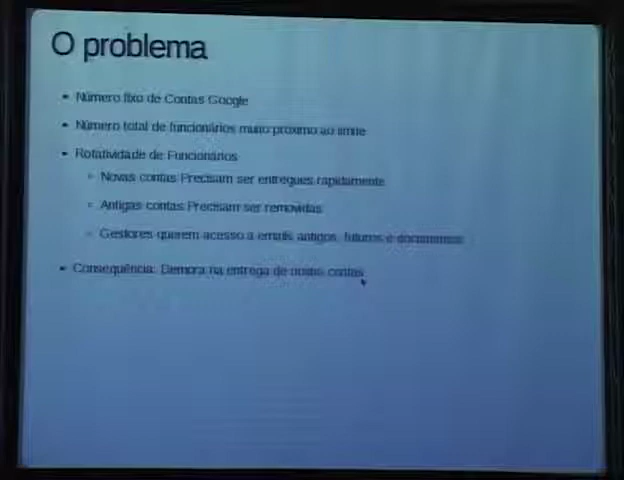 O problema
Número fixo de Contas Google
Número total de funcionários muito próximo ao limite
Rotatividade de Funcionários
Novas contas Precisam ser entregues rapidamente
Antigas contas Precisam ser removidas
Gestores querem acesso a emails antigos, futuros e documentos
Consequência: Demora na entrega de novas contas